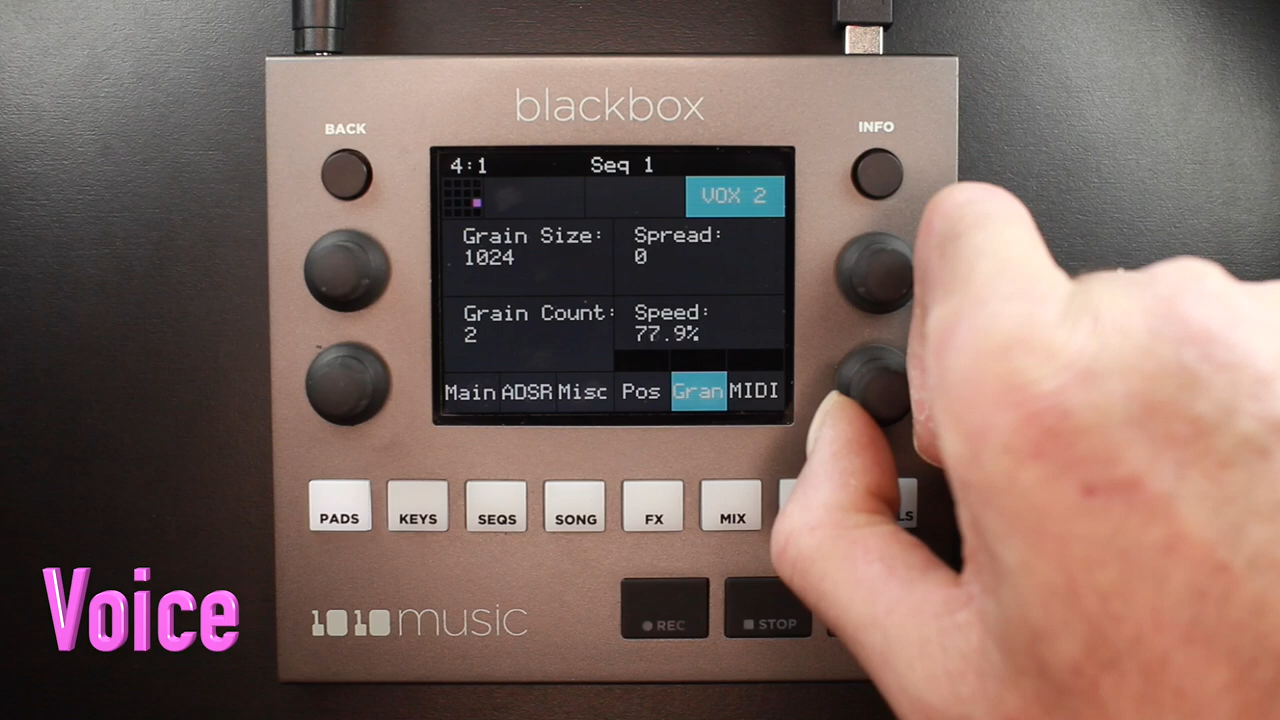 blackbox
BACK
INFO
4:1 Seq 1
VOX 2
Grain Size: Spread:
1024 0
Grain Count: Speed:
2 77.9%
Main ADSR Misc Pos Gran MIDI
PADS KEYS SEQS SONG FX MIX
1010music
REC STOP
Voice